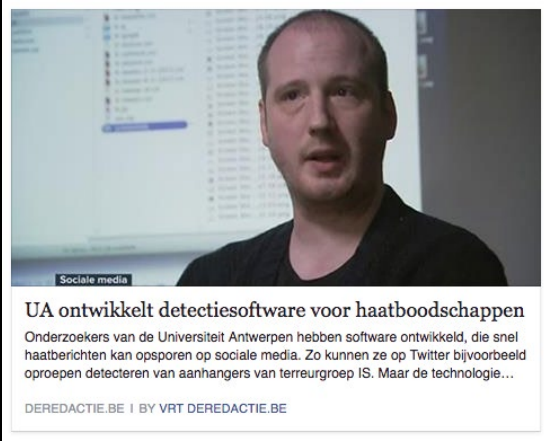 Sociale media
UA ontwikkelt detectiesoftware voor haatboodschappen
Onderzoekers van de Universiteit Antwerpen hebben software ontwikkeld, die snel
haatberichten kan opsporen op sociale media. Zo kunnen ze op Twitter bijvoorbeeld
oproepen detecteren van aanhangers van terreurgroep IS. Maar de technologie…
DEREDACTIE.BE | BY VRT DEREDACTIE.BE